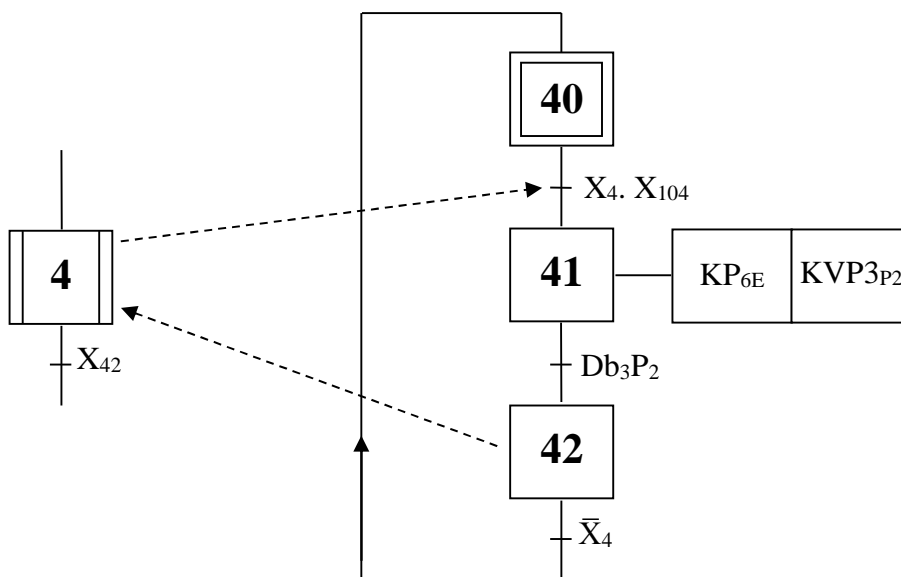 40
X₄. X₁₀₄
4
41
KP₆E KVP3P₂
X₄₂
Db₃P₂
42
X̅₄